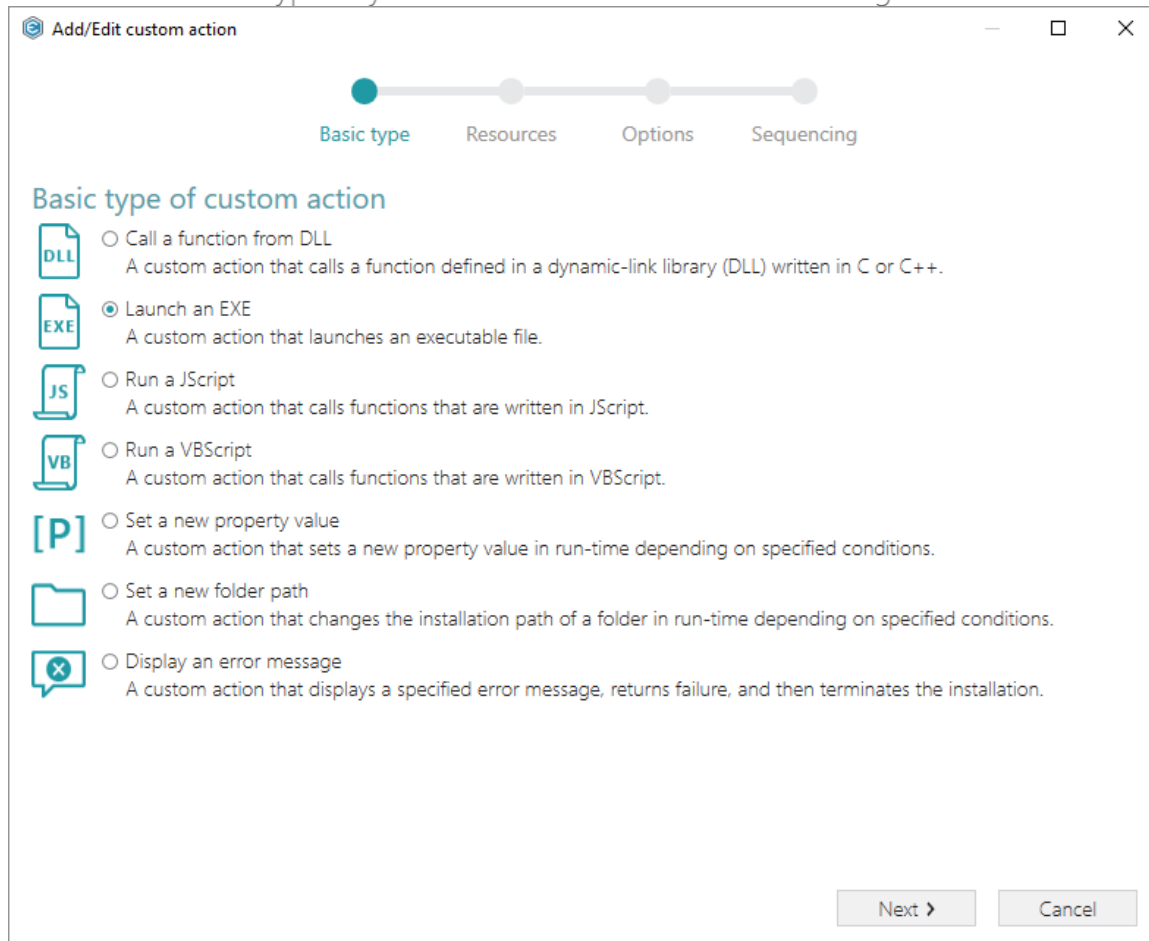 Add/Edit custom action
Basic type
Resources
Options
Sequencing
Basic type of custom action
DLL
Call a function from DLL
A custom action that calls a function defined in a dynamic-link library (DLL) written in C or C++.
EXE
Launch an EXE
A custom action that launches an executable file.
JS
Run a JScript
A custom action that calls functions that are written in JScript.
VB
Run a VBScript
A custom action that calls functions that are written in VBScript.
[P]
Set a new property value
A custom action that sets a new property value in run-time depending on specified conditions.
Set a new folder path
A custom action that changes the installation path of a folder in run-time depending on specified conditions.
Display an error message
A custom action that displays a specified error message, returns failure, and then terminates the installation.
Next >
Cancel